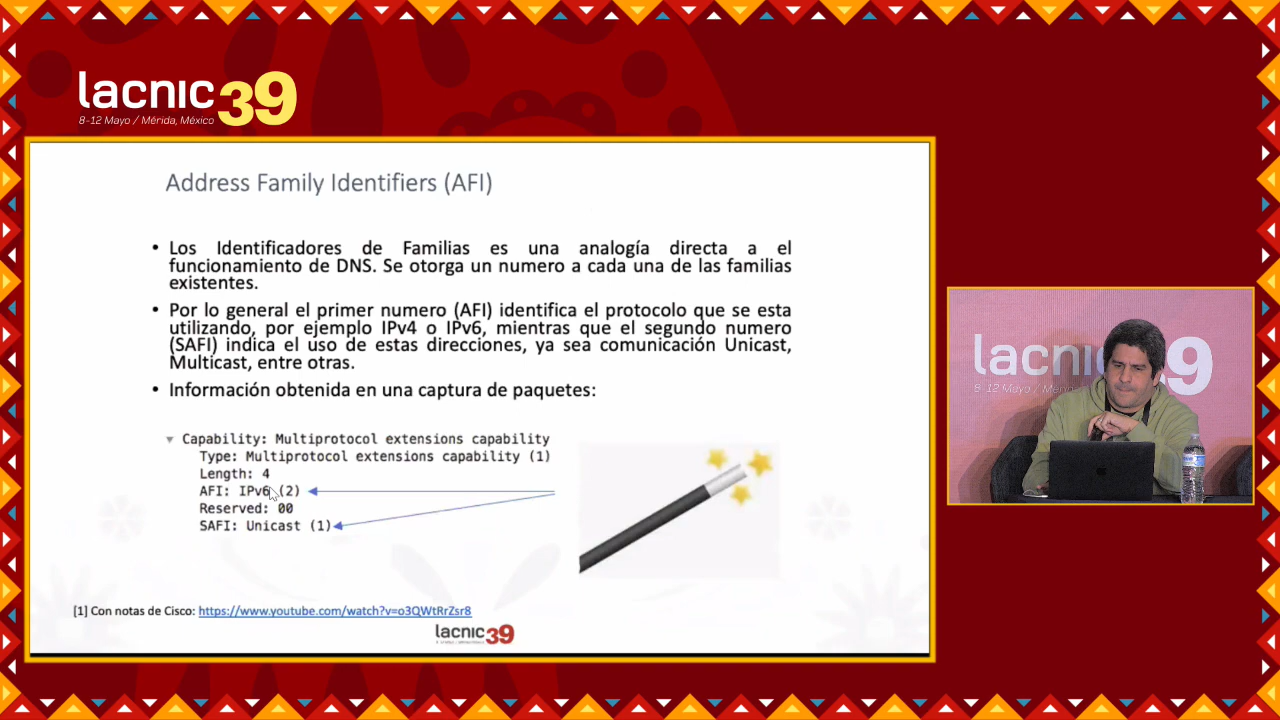 lacnic39
8-12 Mayo / Mérida, México
Address Family Identifiers (AFI)
• Los Identificadores de Familias es una analogía directa a el
funcionamiento de DNS. Se otorga un numero a cada una de las familias
existentes.
• Por lo general el primer numero (AFI) identifica el protocolo que se esta
utilizando, por ejemplo IPv4 o IPv6, mientras que el segundo numero
(SAFI) indica el uso de estas direcciones, ya sea comunicación Unicast,
Multicast, entre otras.
• Información obtenida en una captura de paquetes:
Capability: Multiprotocol extensions capability
Type: Multiprotocol extensions capability (1)
Length: 4
AFI: IPv6 (2)
Reserved: 00
SAFI: Unicast (1)
[1] Con notas de Cisco: https://www.youtube.com/watch?v=o3QWtRrZsr8
lacnic39
lacnic39
8-12 Mayo / Mérida